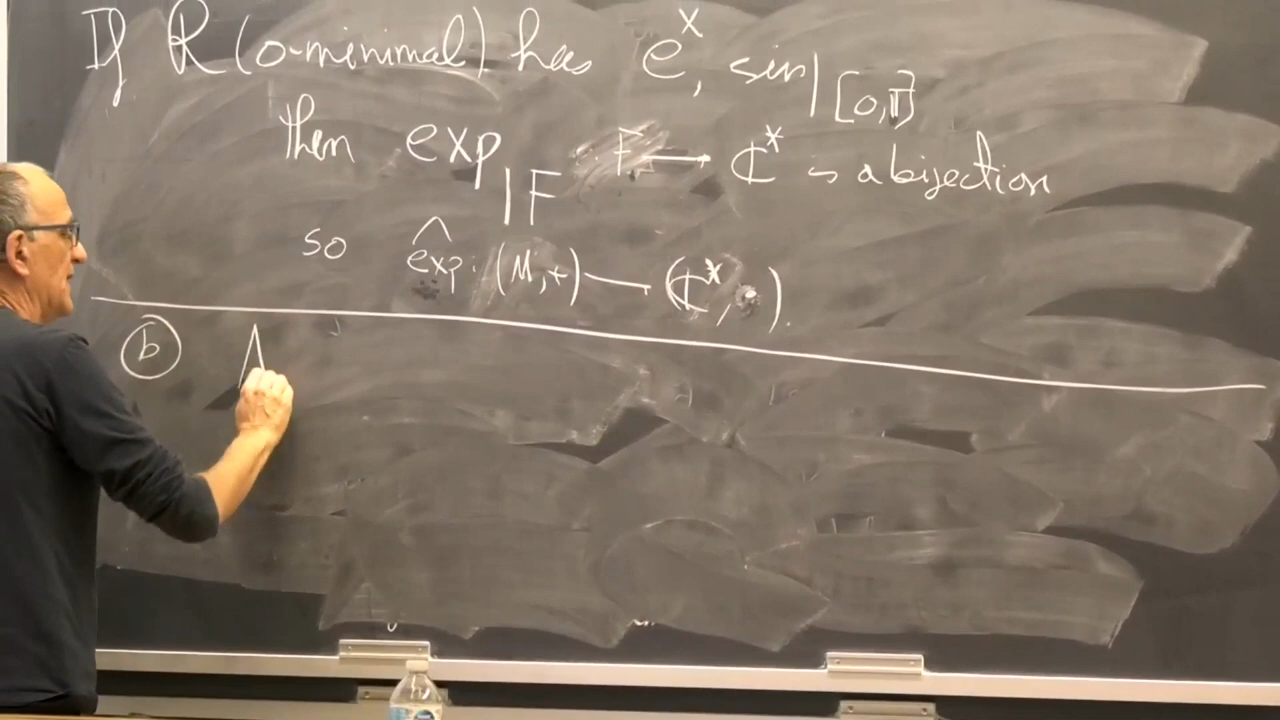 If R (o-minimal) has e^x, sin|[0,π]
then exp|F F → ℂ* is a bijection
so exp^: (M,+) → (ℂ*, ·).
ⓑ Λ